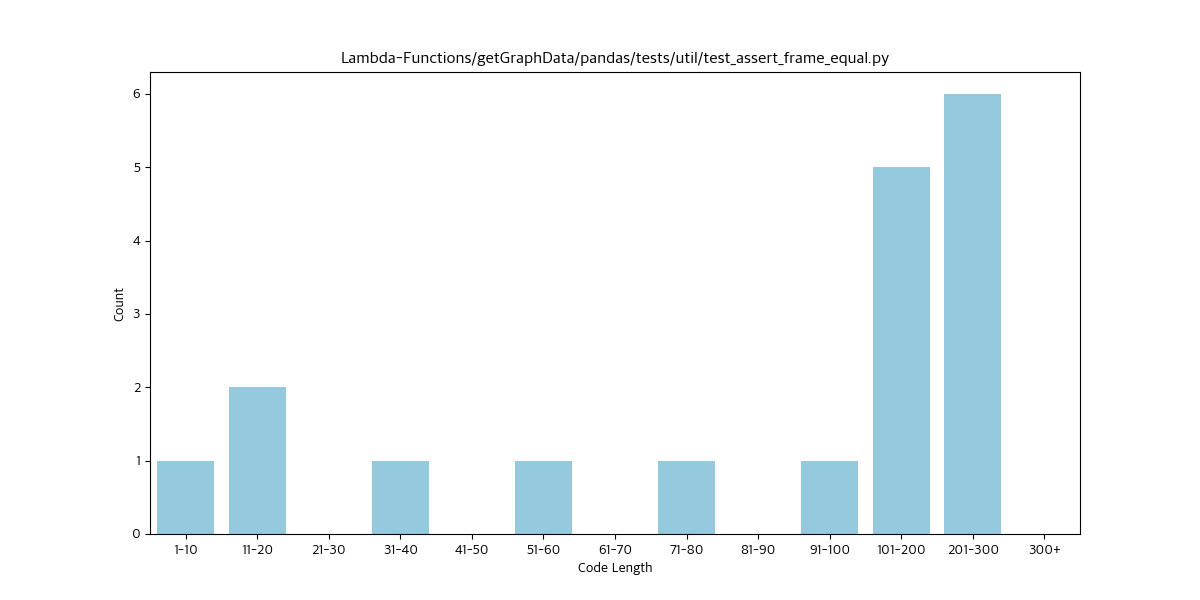 Lambda-Functions/getGraphData/pandas/tests/util/test_assert_frame_equal.py
6
5
4
3
2
1
0
Count
1-10 11-20 21-30 31-40 41-50 51-60 61-70 71-80 81-90 91-100 101-200 201-300 300+
Code Length